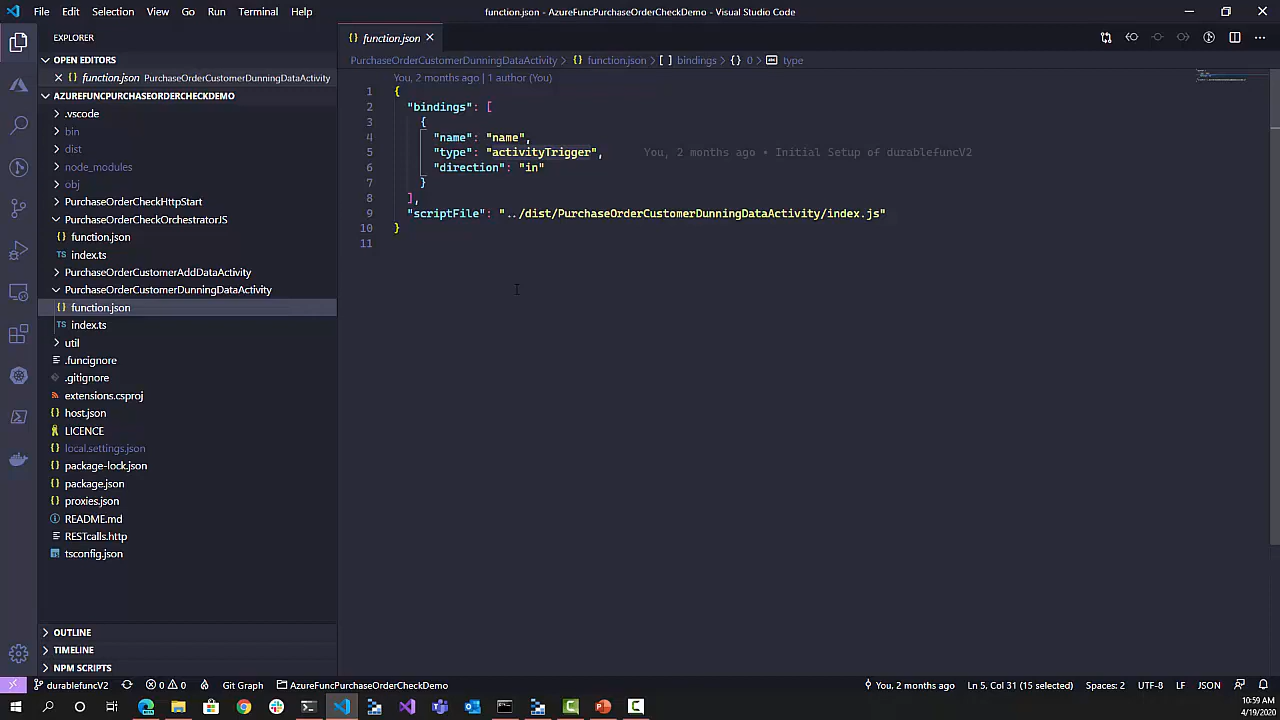 File Edit Selection View Go Run Terminal Help
function.json - AzureFuncPurchaseOrderCheckDemo - Visual Studio Code
EXPLORER
OPEN EDITORS
function.json PurchaseOrderCustomerDunningDataActivity
AZUREFUNCPURCHASEORDERCHECKDEMO
.vscode
bin
dist
node_modules
obj
PurchaseOrderCheckHttpStart
PurchaseOrderCheckOrchestratorJS
function.json
TS index.ts
PurchaseOrderCustomerAddDataActivity
PurchaseOrderCustomerDunningDataActivity
function.json
TS index.ts
util
.funcignore
.gitignore
extensions.csproj
host.json
LICENCE
local.settings.json
package-lock.json
package.json
proxies.json
README.md
RESTcalls.http
tsconfig.json
OUTLINE
TIMELINE
NPM SCRIPTS
{} function.json
PurchaseOrderCustomerDunningDataActivity > {} function.json > [ ] bindings > {} 0 > type
You, 2 months ago | 1 author (You)
1 {
2 "bindings": [
3 {
4 "name": "name",
5 "type": "activityTrigger", You, 2 months ago • Initial Setup of durablefuncV2
6 "direction": "in"
7 }
8 ],
9 "scriptFile": "../dist/PurchaseOrderCustomerDunningDataActivity/index.js"
10 }
11
durablefuncV2 0 0 Git Graph AzureFuncPurchaseOrderCheckDemo You, 2 months ago Ln 5, Col 31 (15 selected) Spaces: 2 UTF-8 LF JSON
10:59 AM
4/19/2020